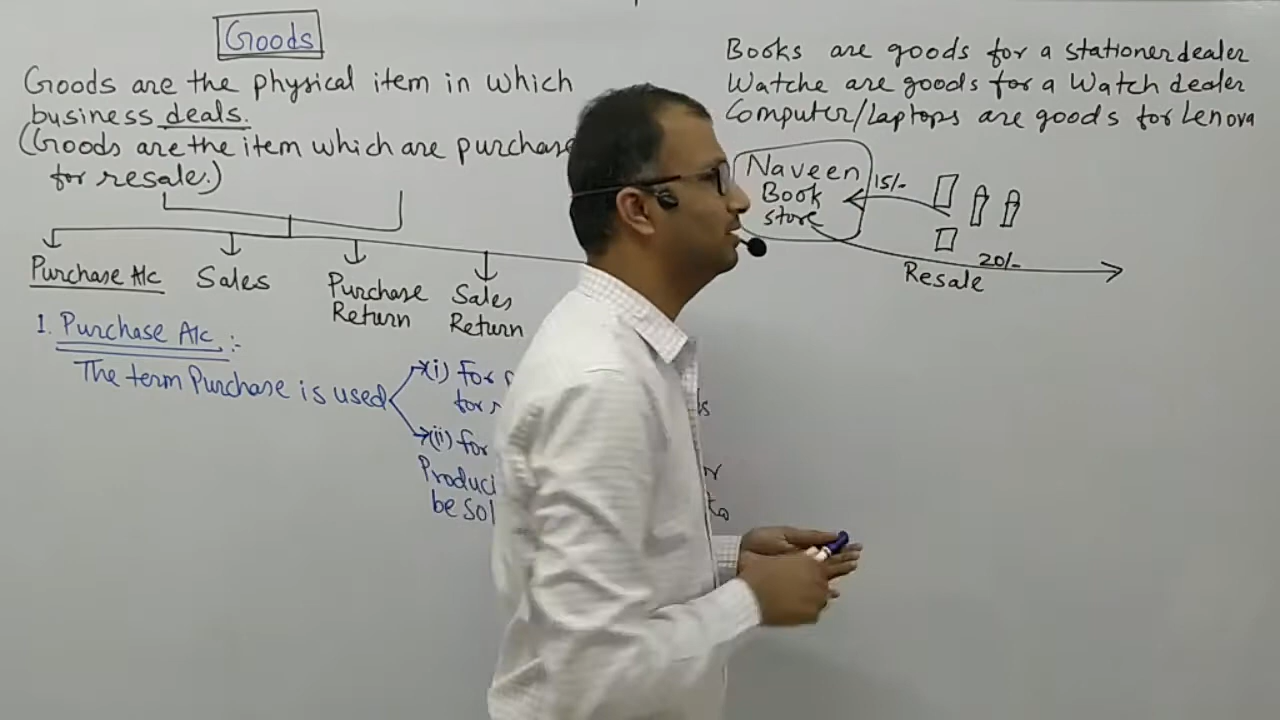 Goods
Goods are the physical item in which
business deals.
(Goods are the item which are purchase
for resale.)
Purchase A/c
Sales
Purchase
Return
Sales
Return
1. Purchase A/c :-
The term Purchase is used
(i) for
for
(ii) for
be
to
Books are goods for a stationer dealer
Watche are goods for a Watch dealer
Computer/Laptops are goods for Lenova
Naveen
Book
store
15/-
20/-
Resale